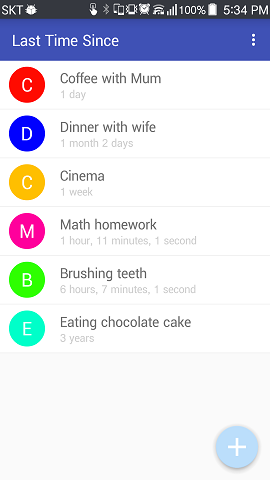 SKT 100% 5:34 PM
Last Time Since
C Coffee with Mum
1 day
D Dinner with wife
1 month 2 days
C Cinema
1 week
M Math homework
1 hour, 11 minutes, 1 second
B Brushing teeth
6 hours, 7 minutes, 1 second
E Eating chocolate cake
3 years